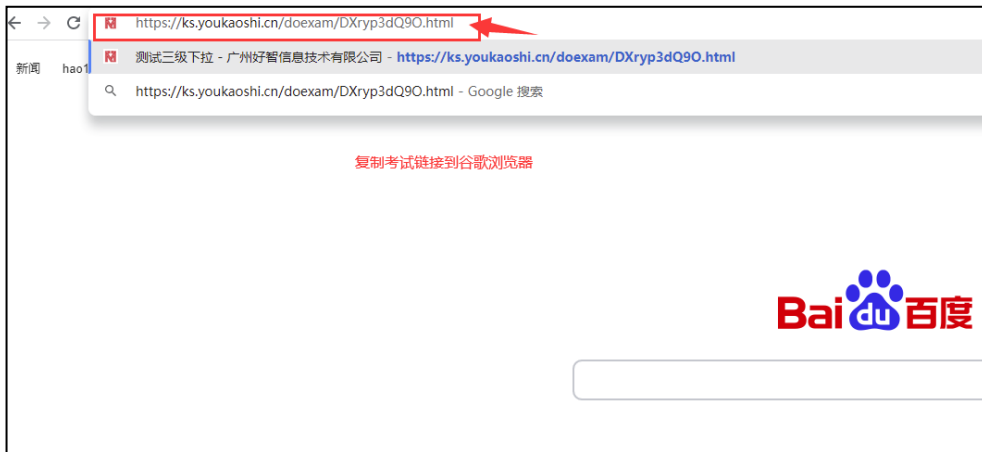 https://ks.youkaoshi.cn/doexam/DXryp3dQ9O.html
测试三级下拉 - 广州好智信息技术有限公司 - https://ks.youkaoshi.cn/doexam/DXryp3dQ9O.html
新闻 hao1
https://ks.youkaoshi.cn/doexam/DXryp3dQ9O.html - Google 搜索
复制考试链接到谷歌浏览器
Bai du 百度